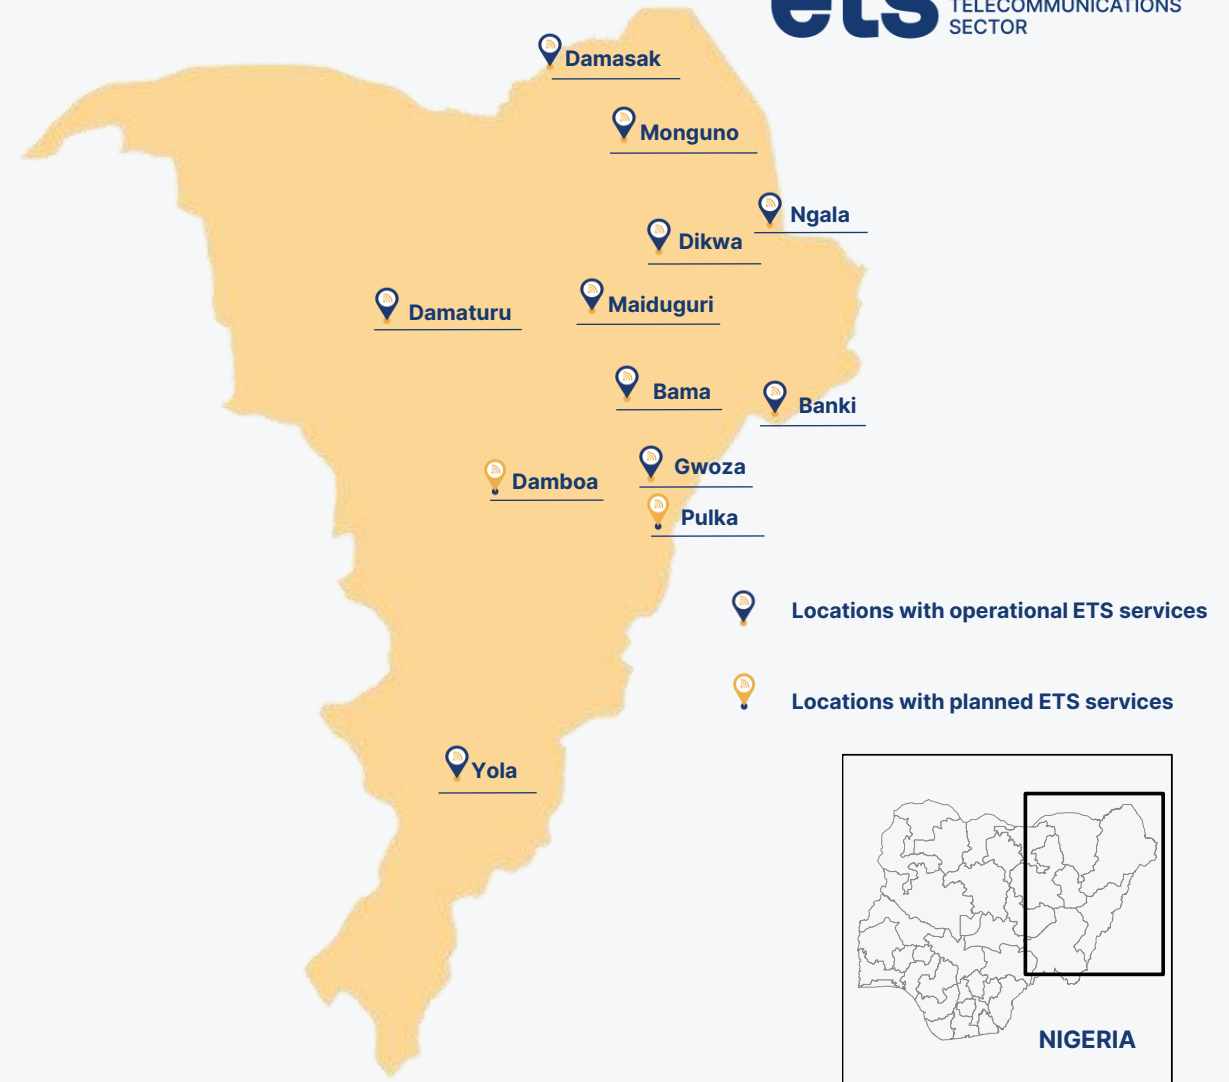 ets
TELECOMMUNICATIONS
SECTOR
Damasak
Monguno
Ngala
Dikwa
Maiduguri
Damaturu
Bama
Banki
Gwoza
Damboa
Pulka
Locations with operational ETS services
Locations with planned ETS services
Yola
NIGERIA